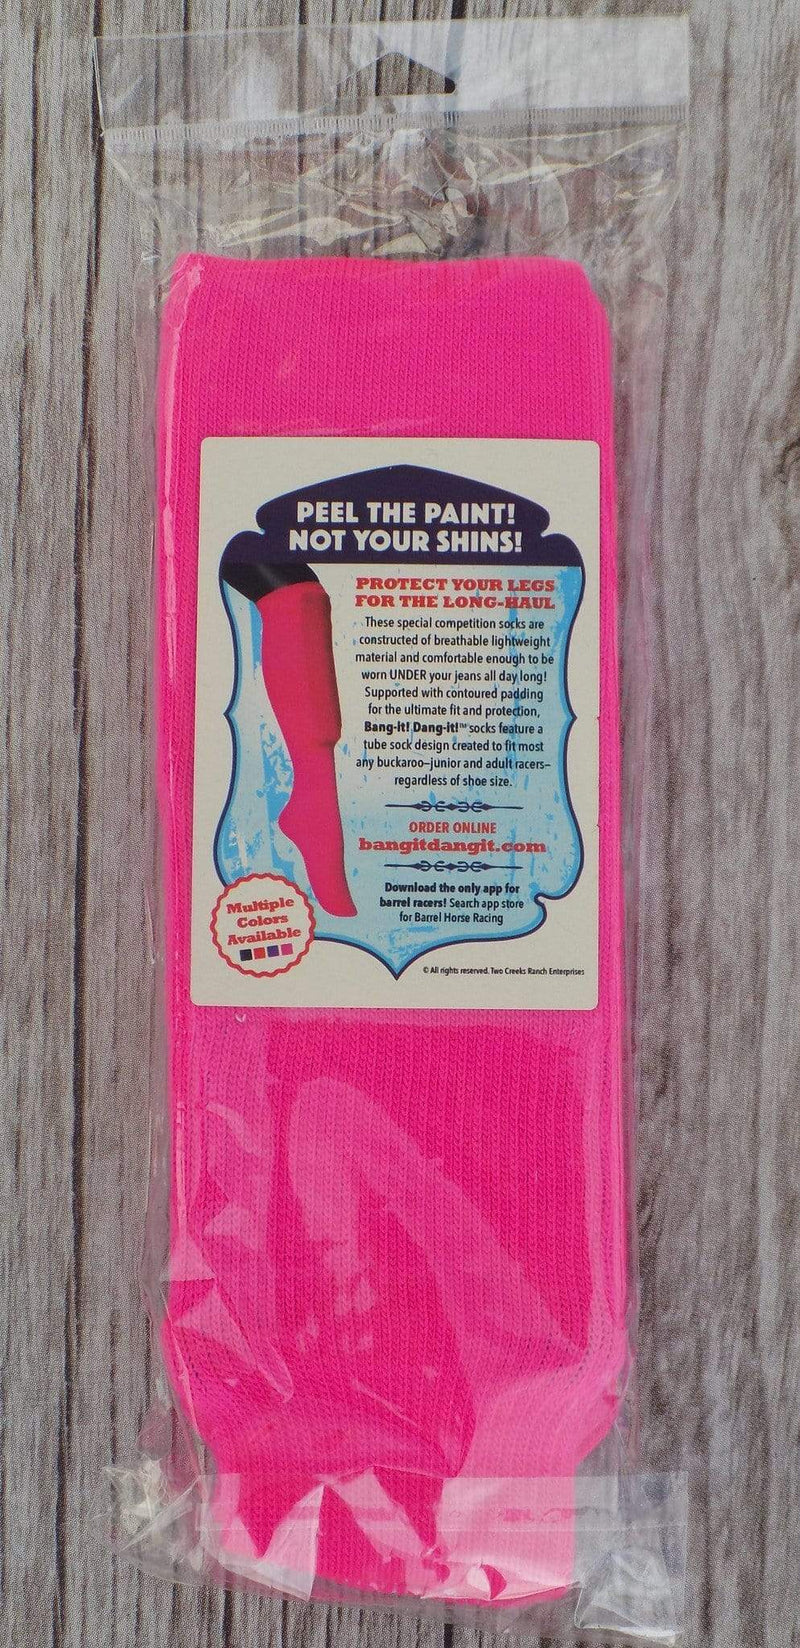 PEEL THE PAINT!
NOT YOUR SHINS!
PROTECT YOUR LEGS
FOR THE LONG-HAUL
These special competition socks are
constructed of breathable lightweight
material and comfortable enough to be
worn UNDER your jeans all day long!
Supported with contoured padding
for the ultimate fit and protection,
Bang-it! Dang-it!™ socks feature a
tube sock design created to fit most
any buckaroo–junior and adult racers–
regardless of shoe size.
ORDER ONLINE
bangitdangit.com
Download the only app for
barrel racers! Search app store
for Barrel Horse Racing
Multiple
Colors
Available
© All rights reserved. Two Creeks Ranch Enterprises